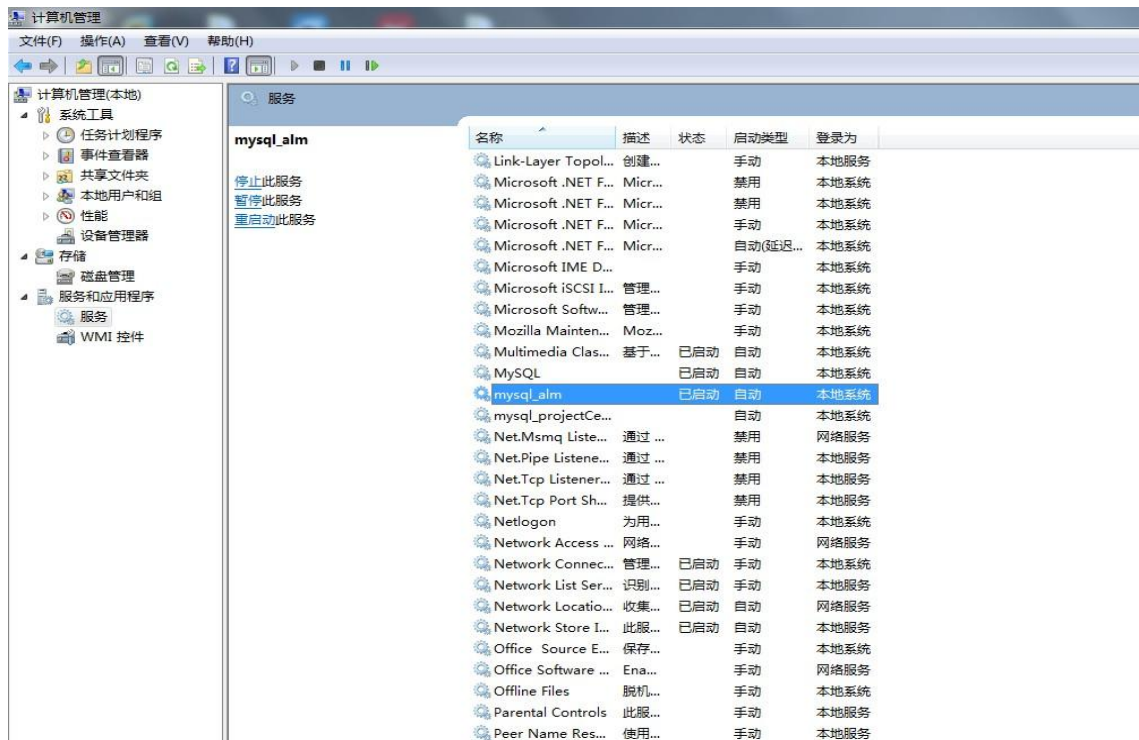 计算机管理
文件(F) 操作(A) 查看(V) 帮助(H)
计算机管理(本地)
系统工具
任务计划程序
事件查看器
共享文件夹
本地用户和组
性能
设备管理器
存储
磁盘管理
服务和应用程序
服务
WMI 控件
服务
mysql_alm
停止此服务
暂停此服务
重启动此服务
名称 描述 状态 启动类型 登录为
Link-Layer Topol... 创建... 手动 本地服务
Microsoft .NET F... Micr... 禁用 本地系统
Microsoft .NET F... Micr... 禁用 本地系统
Microsoft .NET F... Micr... 手动 本地系统
Microsoft .NET F... Micr... 自动(延迟... 本地系统
Microsoft IME D... 手动 本地系统
Microsoft iSCSI I... 管理... 手动 本地系统
Microsoft Softw... 管理... 手动 本地系统
Mozilla Mainten... Moz... 手动 本地系统
Multimedia Clas... 基于... 已启动 自动 本地系统
MySQL 已启动 自动 本地系统
mysql_alm 已启动 自动 本地系统
mysql_projectCe... 自动 本地系统
Net.Msmq Liste... 通过 ... 禁用 网络服务
Net.Pipe Listene... 通过 ... 禁用 本地服务
Net.Tcp Listener... 通过 ... 禁用 本地服务
Net.Tcp Port Sh... 提供... 禁用 本地服务
Netlogon 为用... 手动 本地系统
Network Access ... 网络... 手动 网络服务
Network Connec... 管理... 已启动 手动 本地系统
Network List Ser... 识别... 已启动 手动 本地服务
Network Locatio... 收集... 已启动 自动 网络服务
Network Store I... 此服... 已启动 自动 本地服务
Office  Source E... 保存... 手动 本地系统
Office Software ... Ena... 手动 网络服务
Offline Files 脱机... 手动 本地系统
Parental Controls 此服... 手动 本地服务
Peer Name Res... 使用... 手动 本地服务